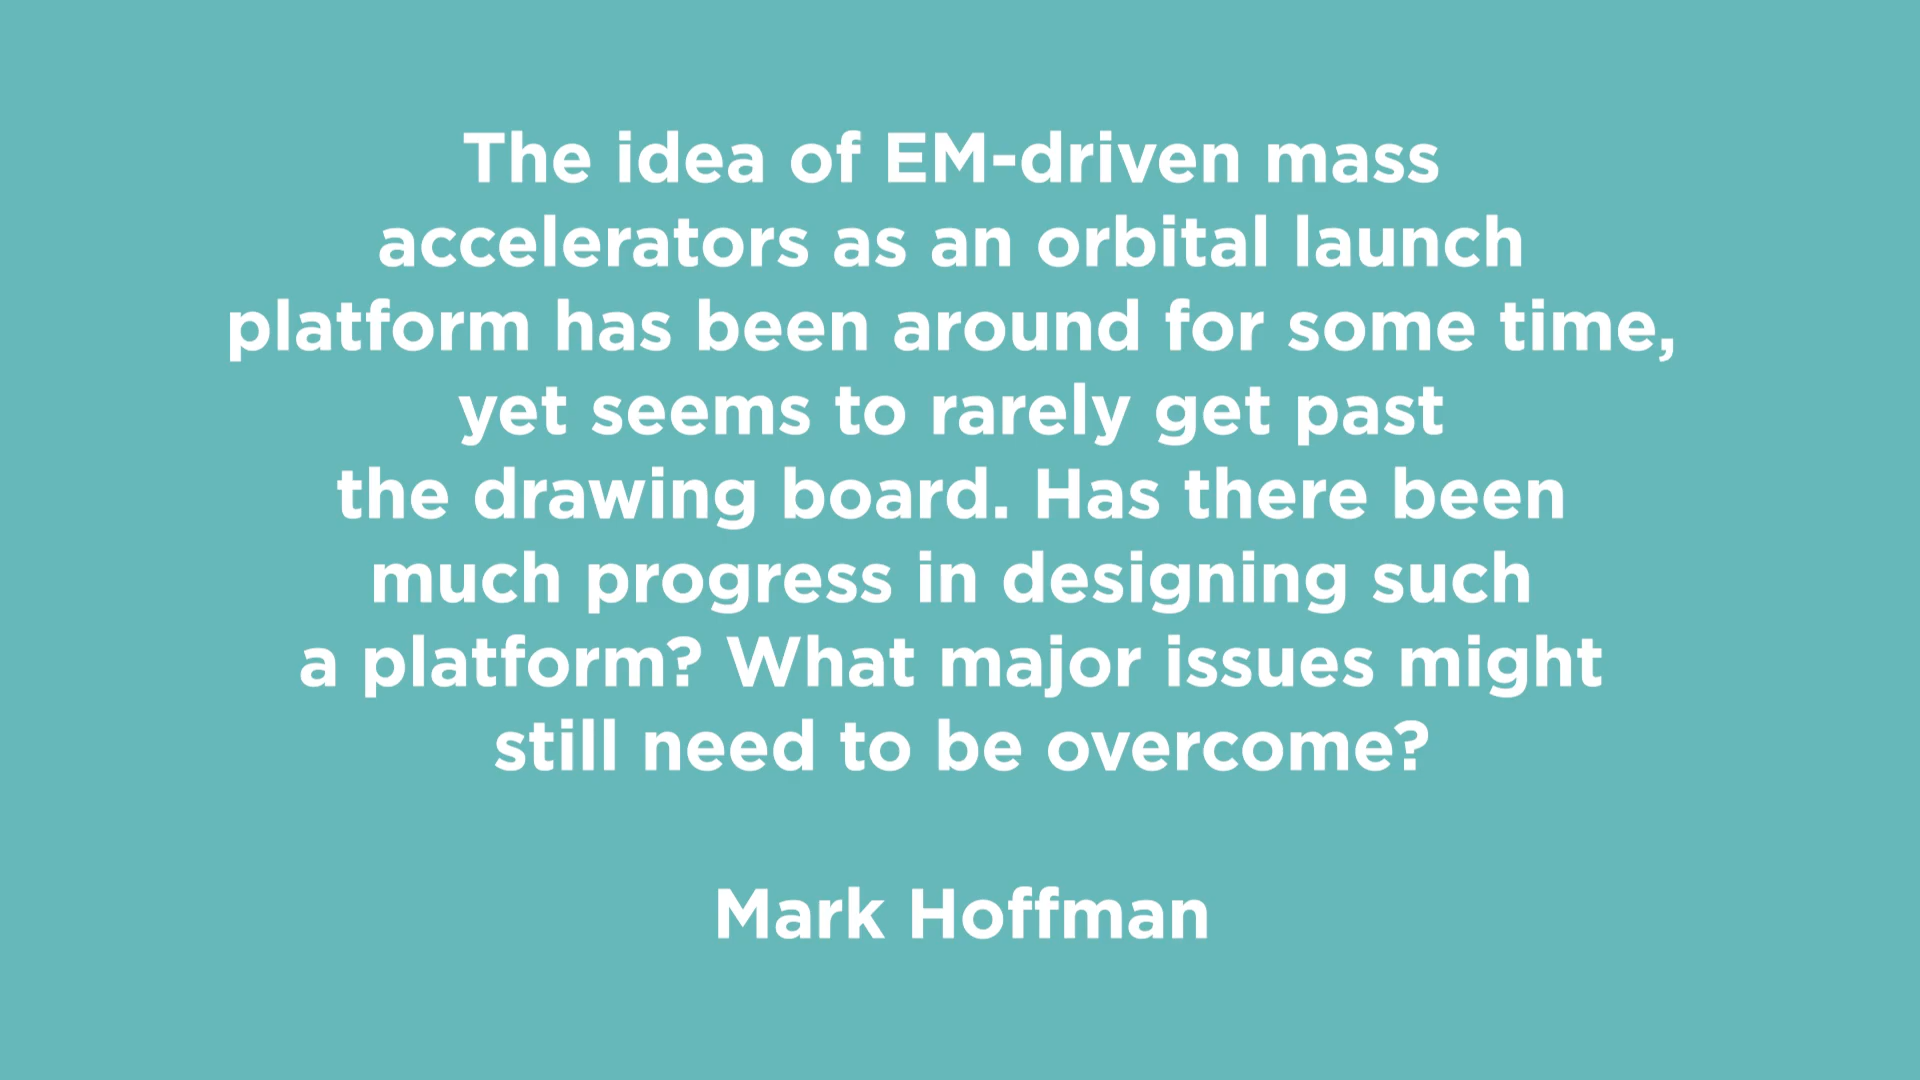 The idea of EM-driven mass
accelerators as an orbital launch
platform has been around for some time,
yet seems to rarely get past
the drawing board. Has there been
much progress in designing such
a platform? What major issues might
still need to be overcome?
Mark Hoffman